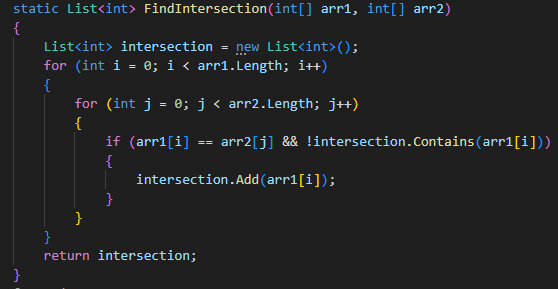 static List<int> FindIntersection(int[] arr1, int[] arr2)
{
    List<int> intersection = new List<int>();
    for (int i = 0; i < arr1.Length; i++)
    {
        for (int j = 0; j < arr2.Length; j++)
        {
            if (arr1[i] == arr2[j] && !intersection.Contains(arr1[i]))
            {
                intersection.Add(arr1[i]);
            }
        }
    }
    return intersection;
}